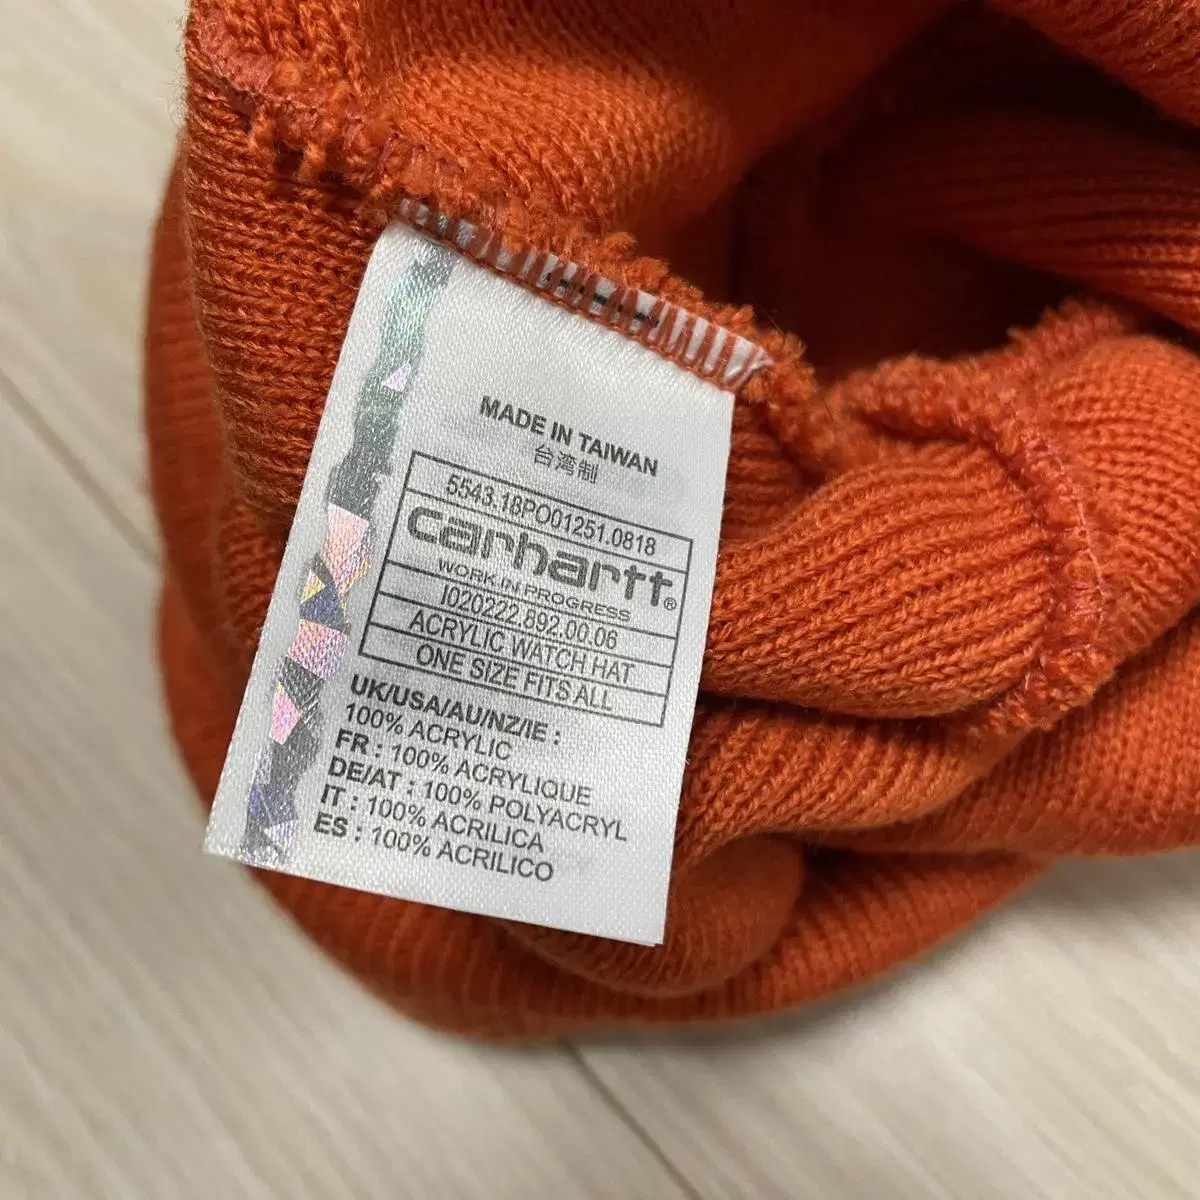 MADE IN TAIWAN
台湾制
5543.18PO01251.0818
carhartt®
WORK IN PROGRESS
I020222.892.00.06
ACRYLIC WATCH HAT
ONE SIZE FITS ALL
UK/USA/AU/NZ/IE :
100% ACRYLIC
FR : 100% ACRYLIQUE
DE/AT : 100% POLYACRYL
IT : 100% ACRILICA
ES : 100% ACRILICO